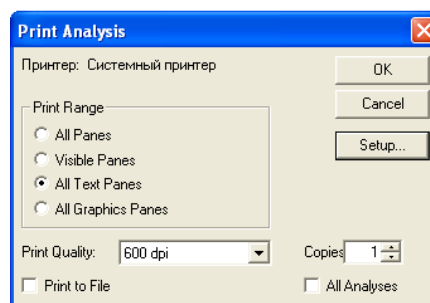 Print Analysis
Принтер: Системный принтер
OK
Print Range
Cancel
All Panes
Setup...
Visible Panes
All Text Panes
All Graphics Panes
Print Quality: 600 dpi
Copies 1
Print to File
All Analyses